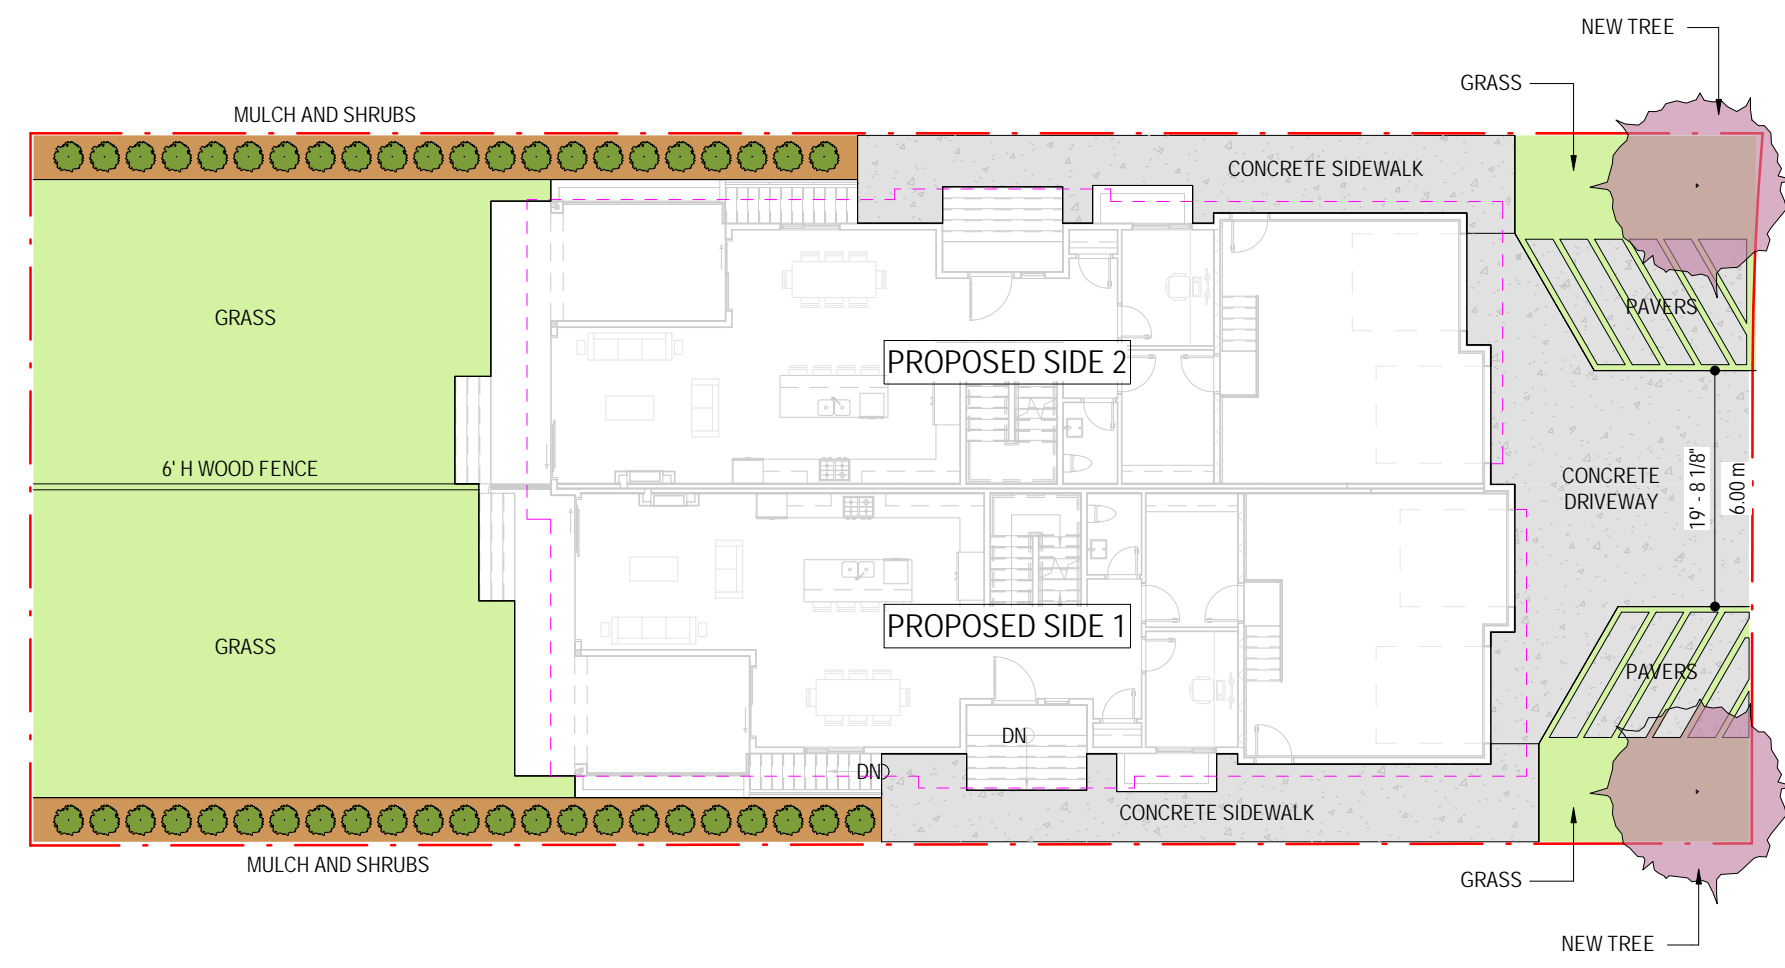 NEW TREE
GRASS
MULCH AND SHRUBS
CONCRETE SIDEWALK
GRASS
PAVERS
PROPOSED SIDE 2
6' H WOOD FENCE
CONCRETE
DRIVEWAY
19' - 8 1/8"
6.00 m
PROPOSED SIDE 1
GRASS
PAVERS
DN
DN
CONCRETE SIDEWALK
MULCH AND SHRUBS
GRASS
NEW TREE